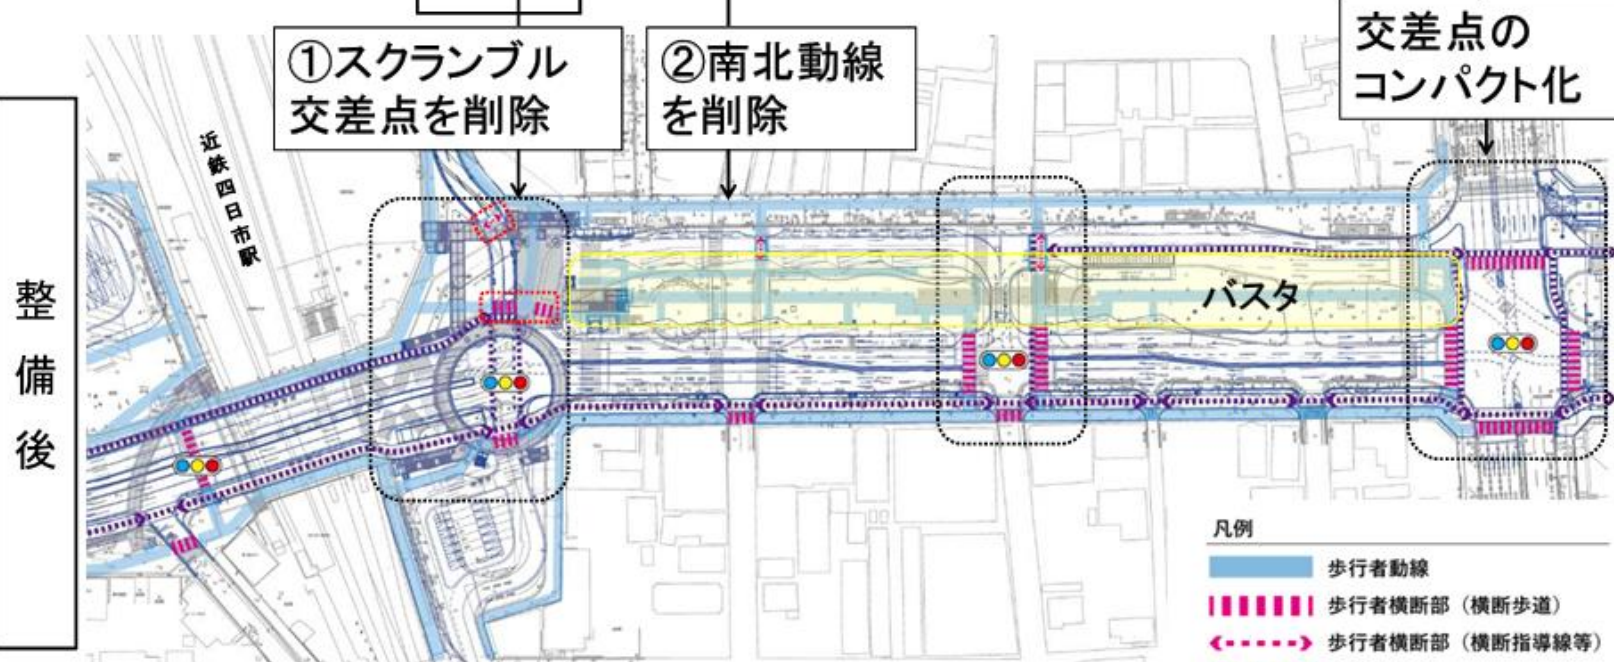 ①スクランブル
交差点を削除
②南北動線
を削除
交差点の
コンパクト化
整備後
近鉄四日市駅
バスタ
凡例
歩行者動線
歩行者横断部（横断歩道）
歩行者横断部（横断指導線等）